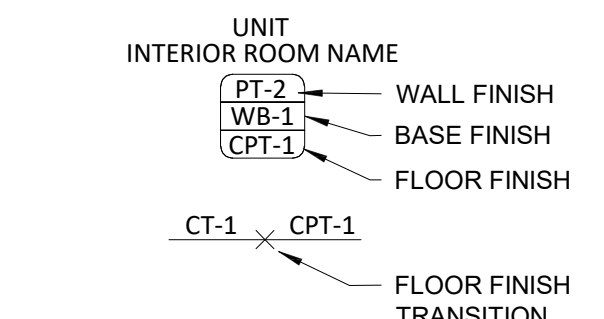 UNIT
INTERIOR ROOM NAME
PT-2
WALL FINISH
WB-1
BASE FINISH
CPT-1
FLOOR FINISH
CT-1 CPT-1
FLOOR FINISH
TRANSITION